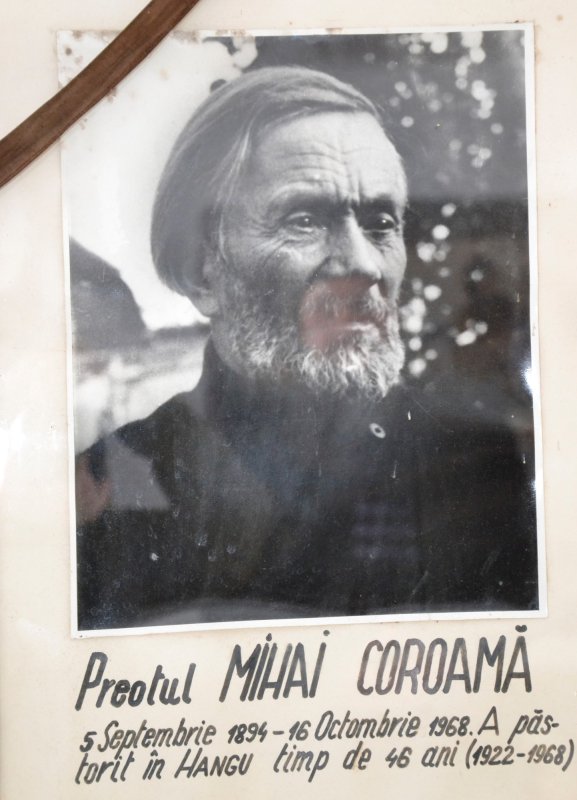 Preotul MIHAI COROAMĂ
5 Septembrie 1894 - 16 Octombrie 1968. A păs-
torit în HANGU timp de 46 ani (1922-1968)